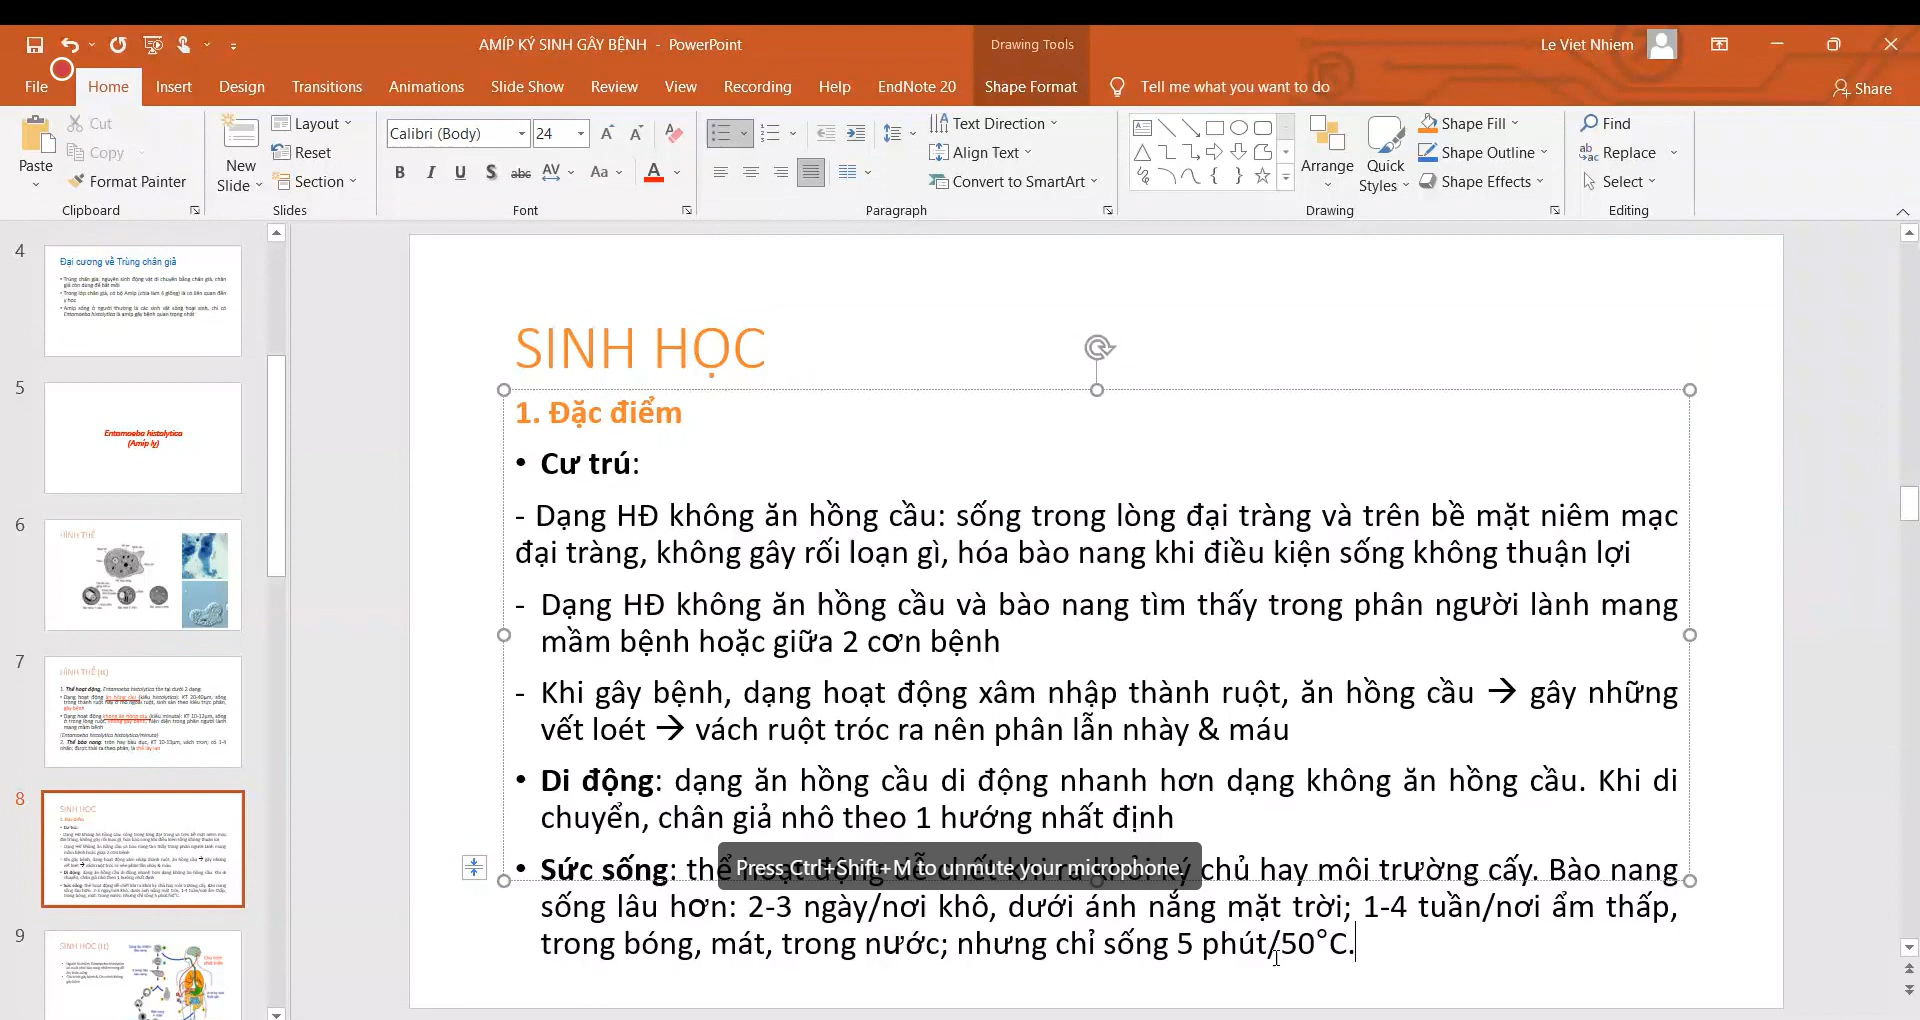 AMÍP KÝ SINH GÂY BỆNH - PowerPoint
Drawing Tools
Le Viet Nhiem
File Home Insert Design Transitions Animations Slide Show Review View Recording Help EndNote 20 Shape Format Tell me what you want to do Share
Paste
Cut
Copy
Format Painter
Clipboard
New Slide
Layout
Reset
Section
Slides
Calibri (Body) 24
B I U S abc AV Aa A
Font
Text Direction
Align Text
Convert to SmartArt
Paragraph
Arrange
Quick Styles
Shape Fill
Shape Outline
Shape Effects
Drawing
Find
Replace
Select
Editing
4
Đại cương về Trùng chân giả
5
Entamoeba histolytica
(Amip lỵ)
6
HÌNH THỂ
7
HÌNH THỂ (tt)
8
SINH HỌC
9
SINH HỌC (tt)
SINH HỌC
1. Đặc điểm
• Cư trú:
- Dạng HĐ không ăn hồng cầu: sống trong lòng đại tràng và trên bề mặt niêm mạc
đại tràng, không gây rối loạn gì, hóa bào nang khi điều kiện sống không thuận lợi
- Dạng HĐ không ăn hồng cầu và bào nang tìm thấy trong phân người lành mang
mầm bệnh hoặc giữa 2 cơn bệnh
- Khi gây bệnh, dạng hoạt động xâm nhập thành ruột, ăn hồng cầu → gây những
vết loét → vách ruột tróc ra nên phân lẫn nhày & máu
• Di động: dạng ăn hồng cầu di động nhanh hơn dạng không ăn hồng cầu. Khi di
chuyển, chân giả nhô theo 1 hướng nhất định
• Sức sống: thể hoạt động dễ chết khi ra khỏi ký chủ hay môi trường cấy. Bào nang
Press Ctrl+Shift+M to unmute your microphone.
sống lâu hơn: 2-3 ngày/nơi khô, dưới ánh nắng mặt trời; 1-4 tuần/nơi ẩm thấp,
trong bóng, mát, trong nước; nhưng chỉ sống 5 phút/50°C.